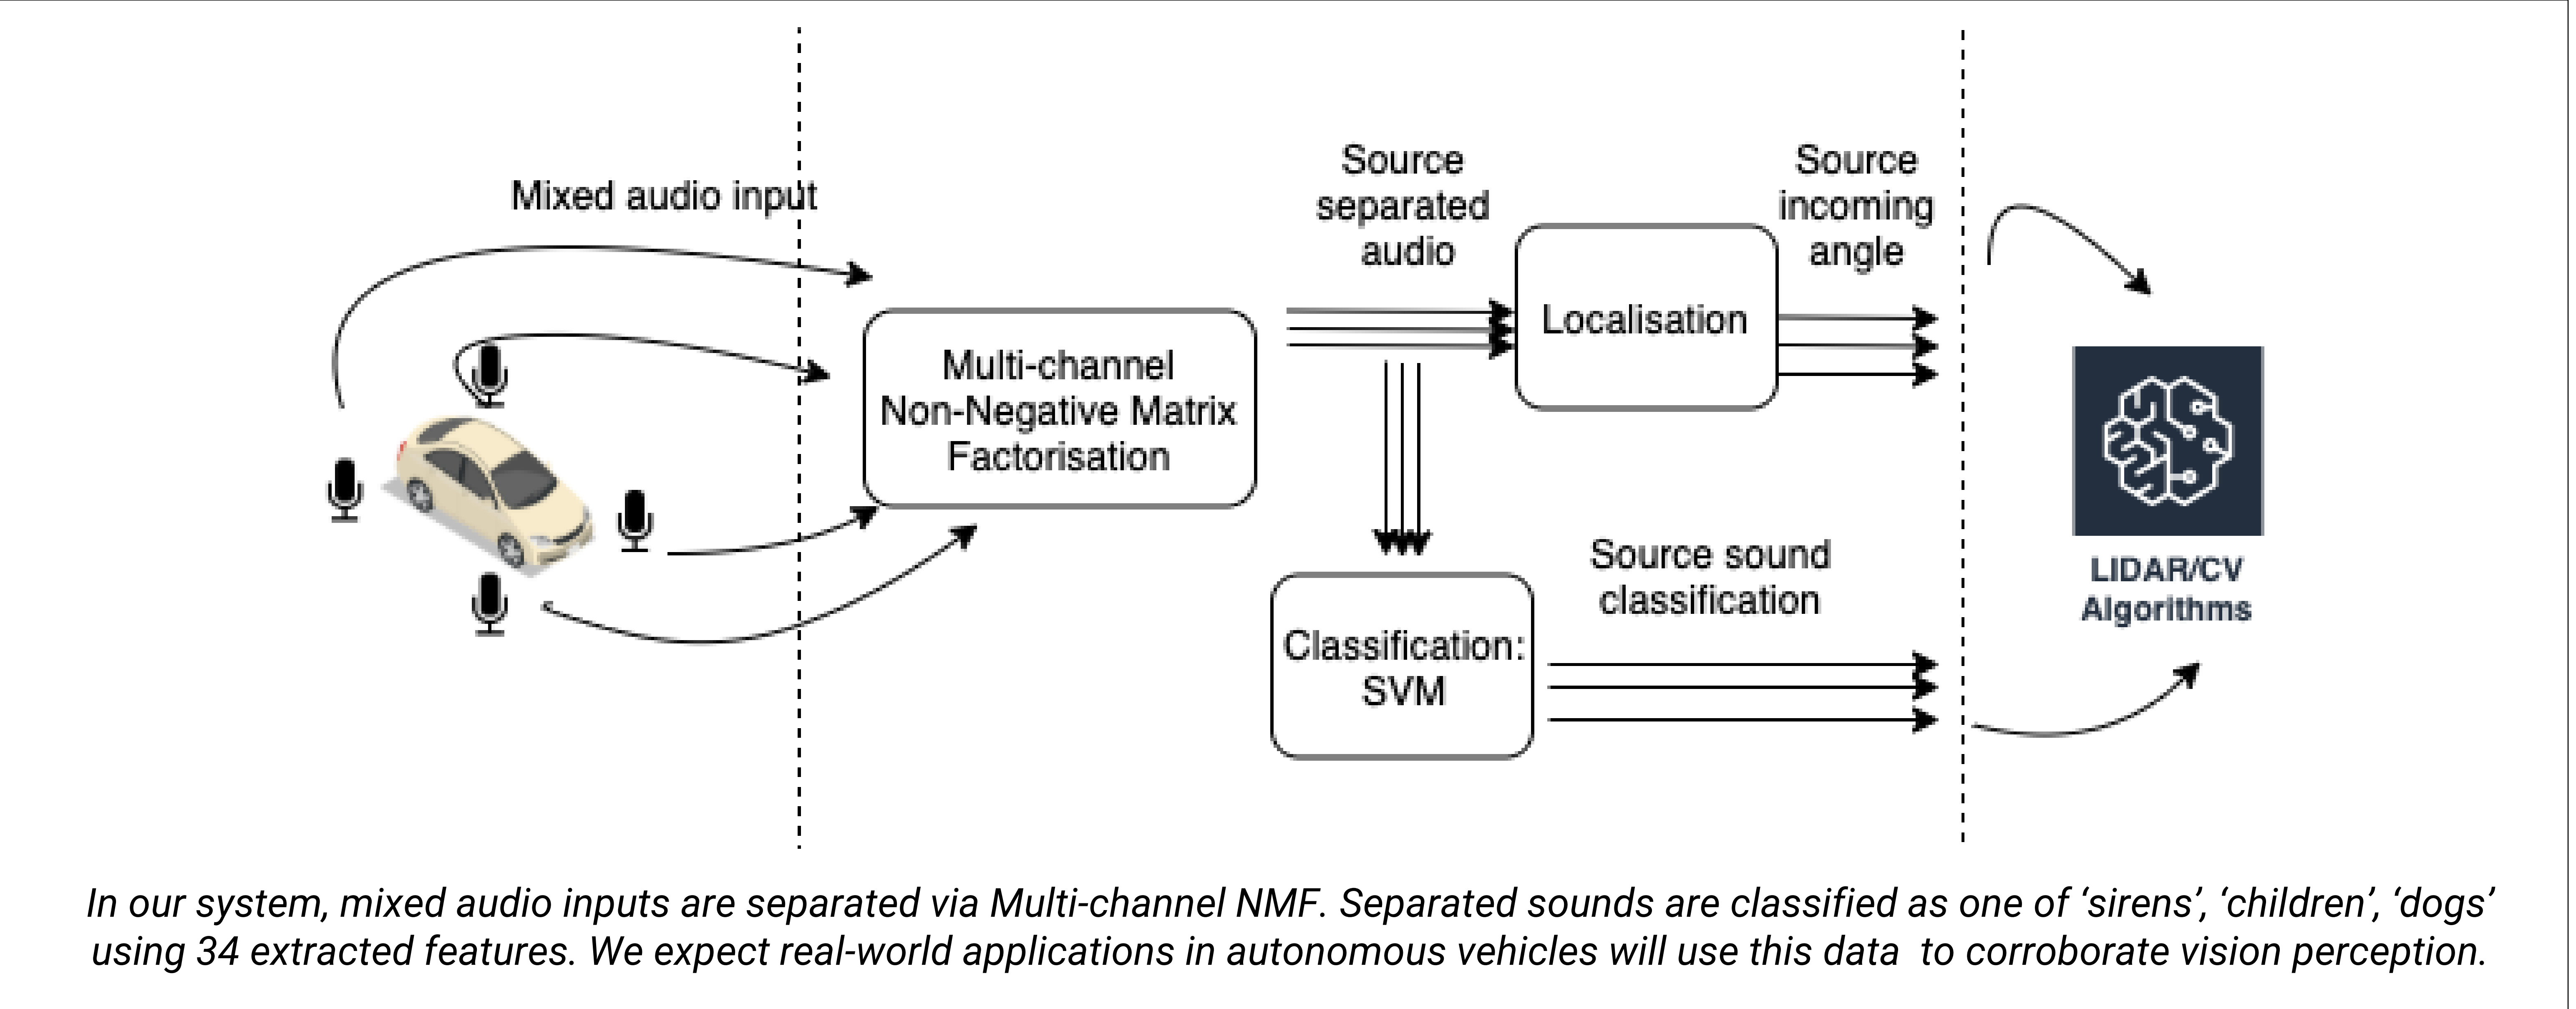 Mixed audio input
Multi-channel
Non-Negative Matrix
Factorisation
Source
separated
audio
Localisation
Source
incoming
angle
Classification:
SVM
Source sound
classification
LIDAR/CV
Algorithms
In our system, mixed audio inputs are separated via Multi-channel NMF. Separated sounds are classified as one of ‘sirens’, ‘children’, ‘dogs’
using 34 extracted features. We expect real-world applications in autonomous vehicles will use this data  to corroborate vision perception.